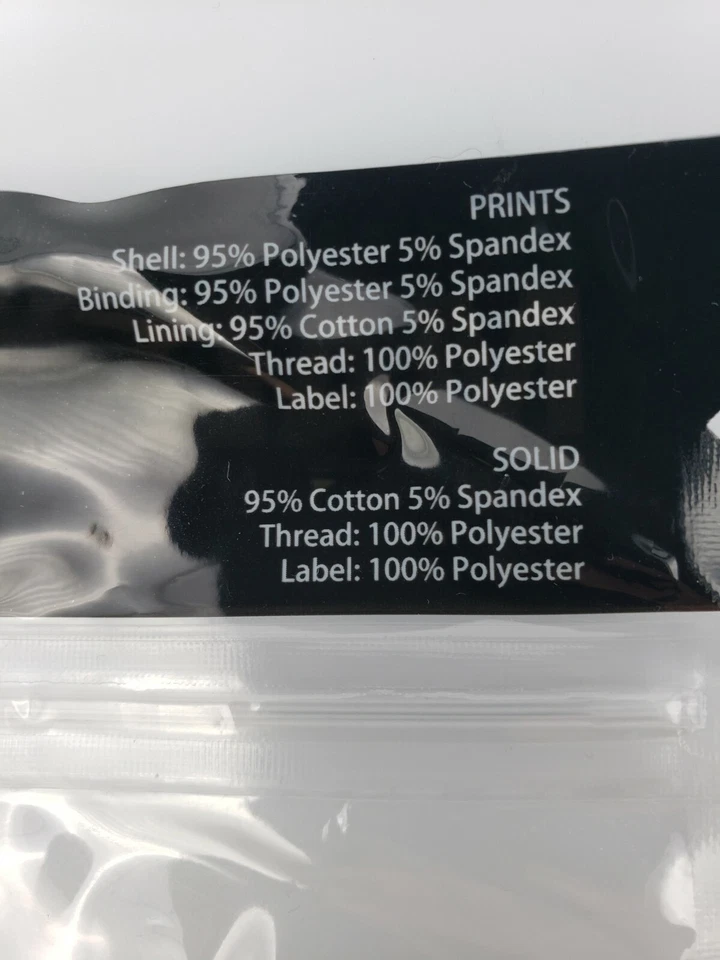 PRINTS
Shell: 95% Polyester 5% Spandex
Binding: 95% Polyester 5% Spandex
Lining: 95% Cotton 5% Spandex
Thread: 100% Polyester
Label: 100% Polyester
SOLID
95% Cotton 5% Spandex
Thread: 100% Polyester
Label: 100% Polyester